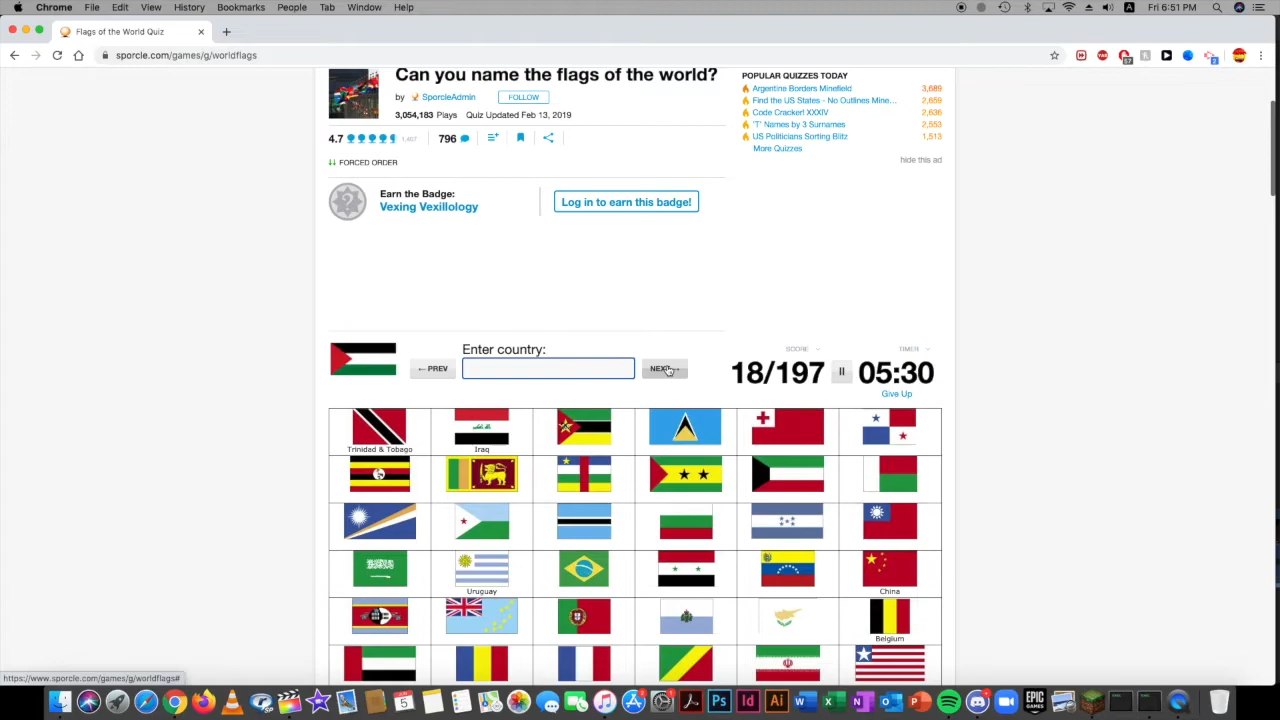 Chrome File Edit View History Bookmarks People Tab Window Help Fri 6:51 PM
Flags of the World Quiz
sporcle.com/games/g/worldflags
Can you name the flags of the world?
by SporcleAdmin FOLLOW
3,054,183 Plays Quiz Updated Feb 13, 2019
4.7 1,467 796
FORCED ORDER
POPULAR QUIZZES TODAY
Argentine Borders Minefield 3,689
Find the US States - No Outlines Mine... 2,659
Code Cracker! XXXIV 2,636
'T' Names by 3 Surnames 2,553
US Politicians Sorting Blitz 1,513
More Quizzes
hide this ad
Earn the Badge:
Vexing Vexillology
Log in to earn this badge!
Enter country:
← PREV
SCORE
TIMER
18/197
05:30
Give Up
Trinidad & Tobago Iraq
Uruguay China
Belgium
https://www.sporcle.com/games/g/worldflags#